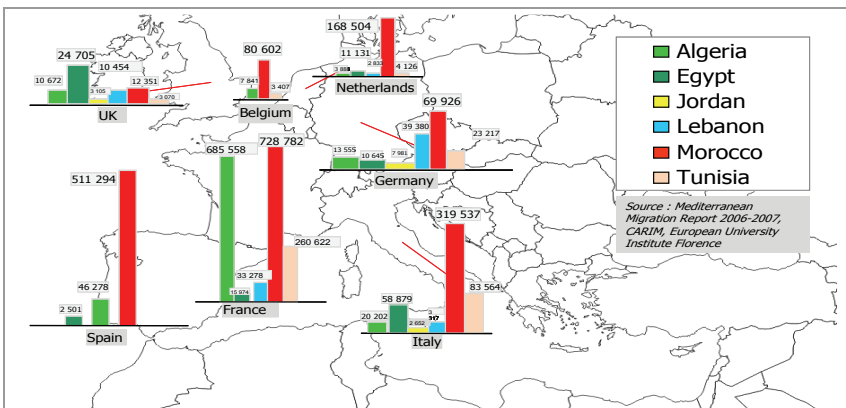 24 705
10 672
10 454
3 105
12 351
3 070
UK
80 602
7 841
3 407
Belgium
168 504
11 131
2 833
4 126
Netherlands
69 926
39 380
23 217
13 555
10 645
7 981
Germany
Algeria
Egypt
Jordan
Lebanon
Morocco
Tunisia
Source : Mediterranean
Migration Report 2006-2007,
CARIM, European University
Institute Florence
511 294
46 278
2 501
Spain
685 558
728 782
260 622
33 278
15 974
France
319 537
83 564
58 879
20 202
2 652
Italy